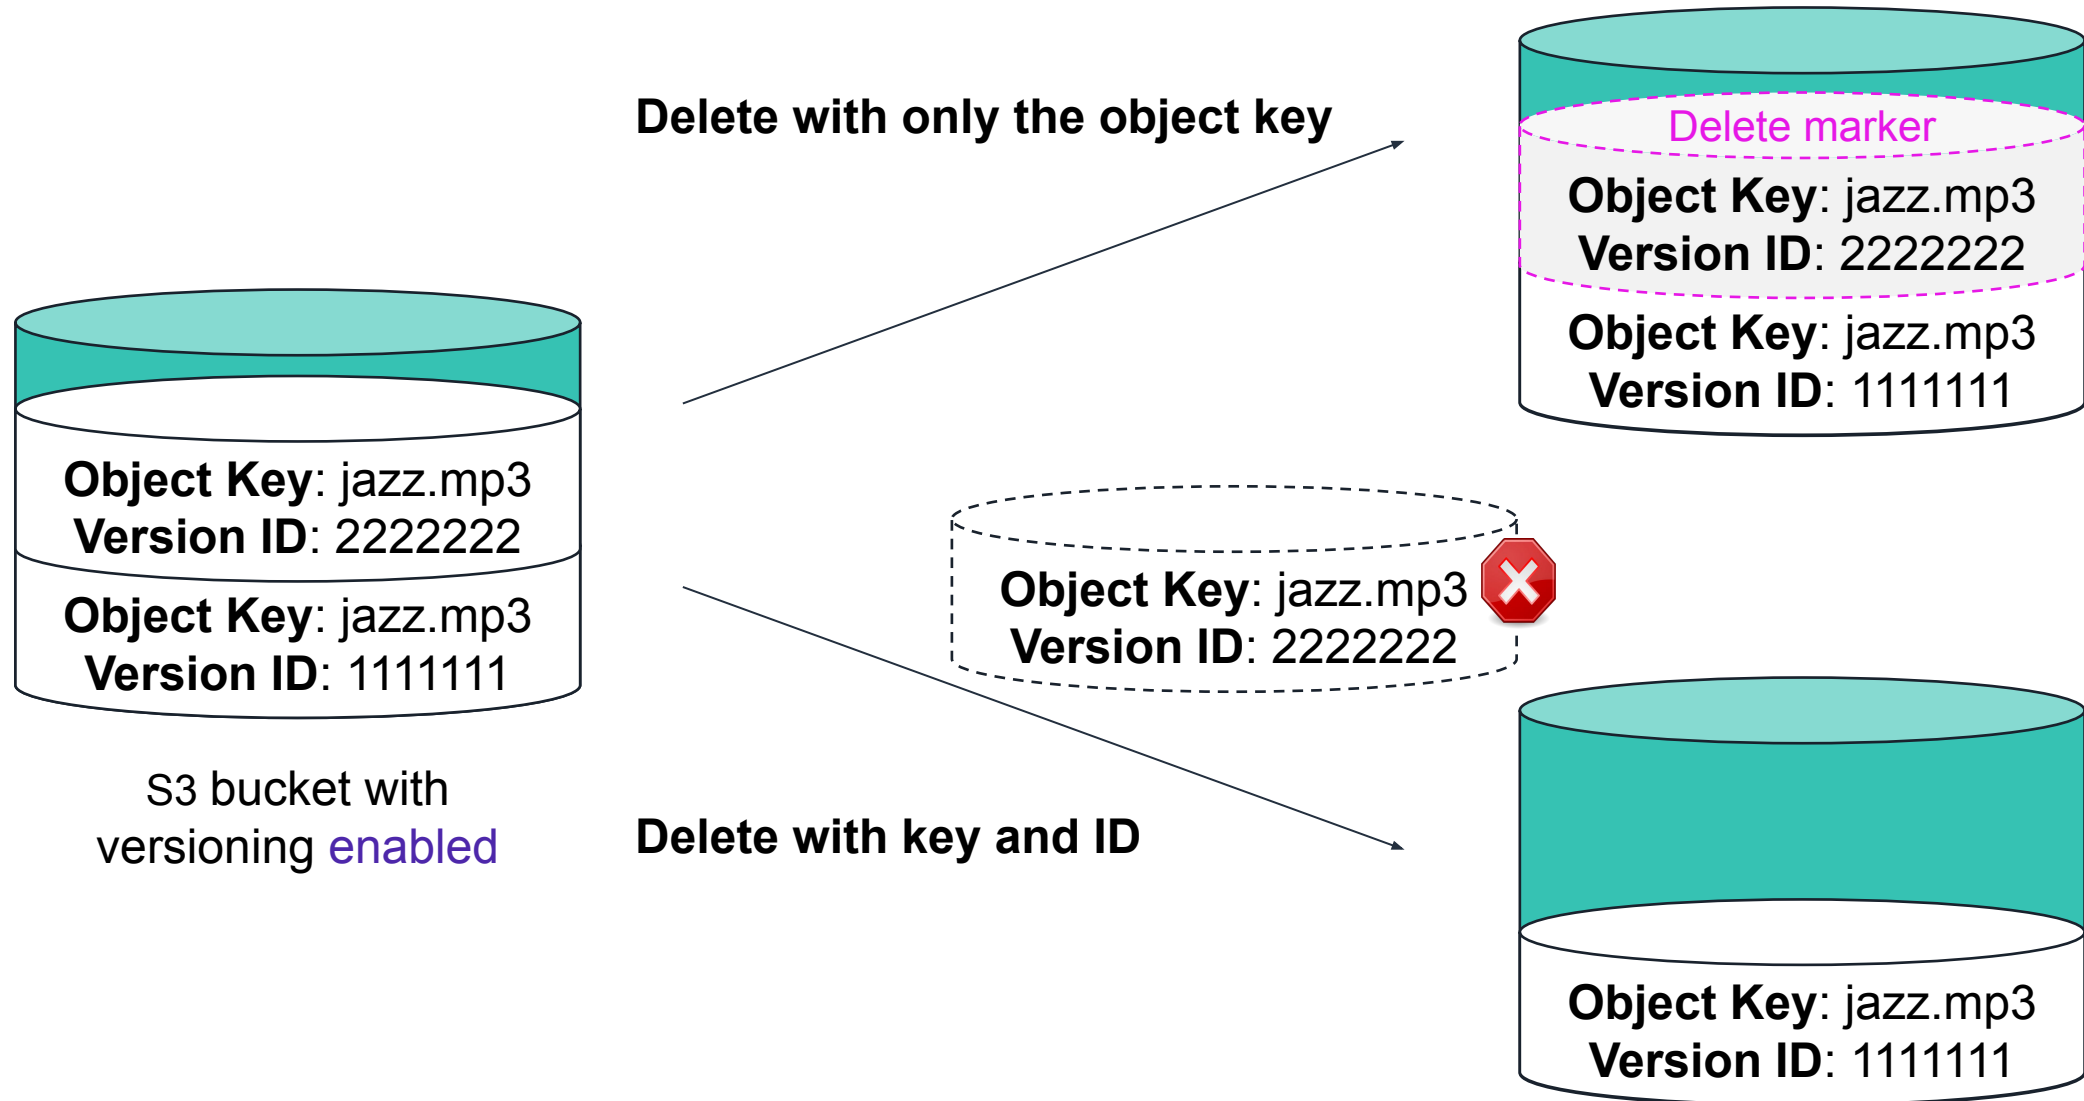 Delete with only the object key
Delete marker
Object Key: jazz.mp3
Version ID: 2222222
Object Key: jazz.mp3
Version ID: 1111111
Object Key: jazz.mp3
Version ID: 2222222
Object Key: jazz.mp3
Version ID: 1111111
S3 bucket with
versioning enabled
Object Key: jazz.mp3
Version ID: 2222222
Delete with key and ID
Object Key: jazz.mp3
Version ID: 1111111